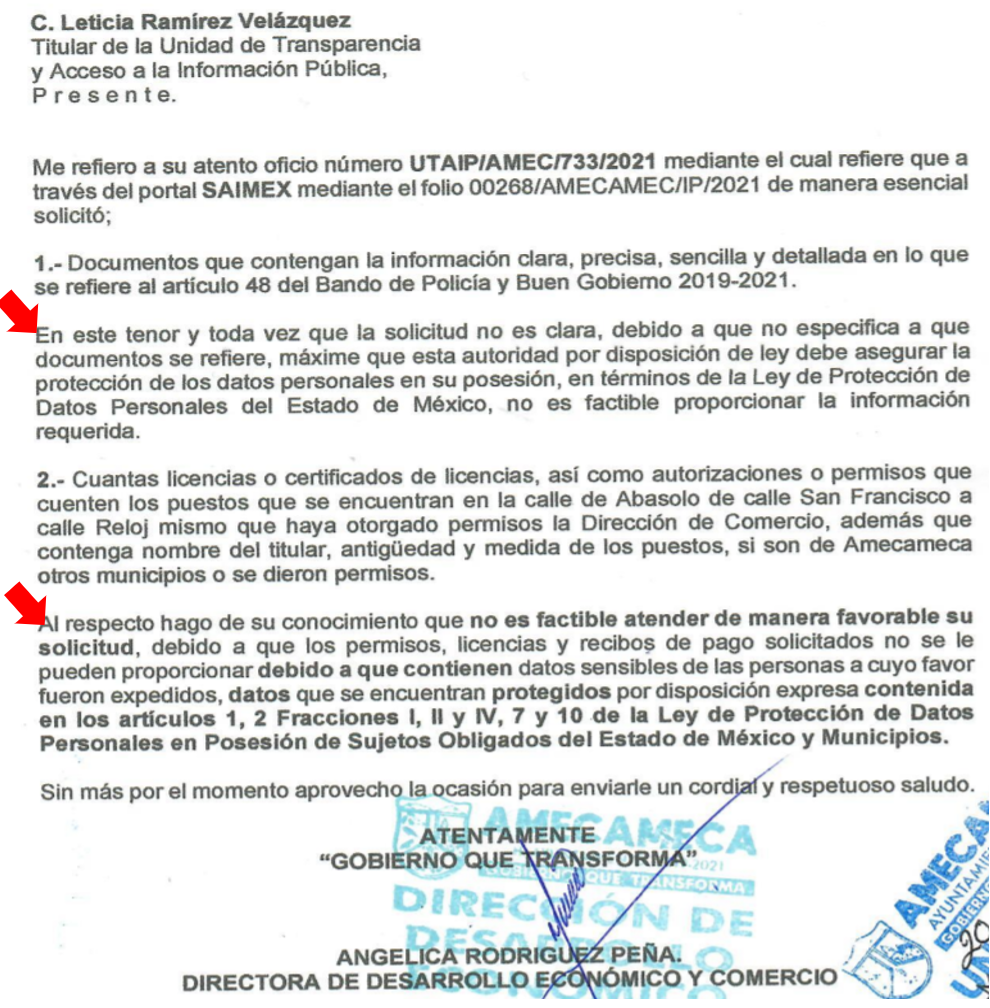 C. Leticia Ramírez Velázquez
Titular de la Unidad de Transparencia
y Acceso a la Información Pública,
P r e s e n t e.
Me refiero a su atento oficio número UTAIP/AMEC/733/2021 mediante el cual refiere que a
través del portal SAIMEX mediante el folio 00268/AMECAMEC/IP/2021 de manera esencial
solicitó;
1.- Documentos que contengan la información clara, precisa, sencilla y detallada en lo que
se refiere al artículo 48 del Bando de Policía y Buen Gobierno 2019-2021.
En este tenor y toda vez que la solicitud no es clara, debido a que no especifica a que
documentos se refiere, máxime que esta autoridad por disposición de ley debe asegurar la
protección de los datos personales en su posesión, en términos de la Ley de Protección de
Datos Personales del Estado de México, no es factible proporcionar la información
requerida.
2.- Cuantas licencias o certificados de licencias, así como autorizaciones o permisos que
cuenten los puestos que se encuentran en la calle de Abasolo de calle San Francisco a
calle Reloj mismo que haya otorgado permisos la Dirección de Comercio, además que
contenga nombre del titular, antigüedad y medida de los puestos, si son de Amecameca
otros municipios o se dieron permisos.
Al respecto hago de su conocimiento que no es factible atender de manera favorable su
solicitud, debido a que los permisos, licencias y recibos de pago solicitados no se le
pueden proporcionar debido a que contienen datos sensibles de las personas a cuyo favor
fueron expedidos, datos que se encuentran protegidos por disposición expresa contenida
en los artículos 1, 2 Fracciones I, II y IV, 7 y 10 de la Ley de Protección de Datos
Personales en Posesión de Sujetos Obligados del Estado de México y Municipios.
Sin más por el momento aprovecho la ocasión para enviarle un cordial y respetuoso saludo.
AMECAMECA
ATENTAMENTE
"GOBIERNO QUE TRANSFORMA"
GOBIERNO QUE TRANSFORMA
DIRECCIÓN DE
DESARROLLO
ANGELICA RODRIGUEZ PEÑA.
DIRECTORA DE DESARROLLO ECONÓMICO Y COMERCIO
ECONÓMICO